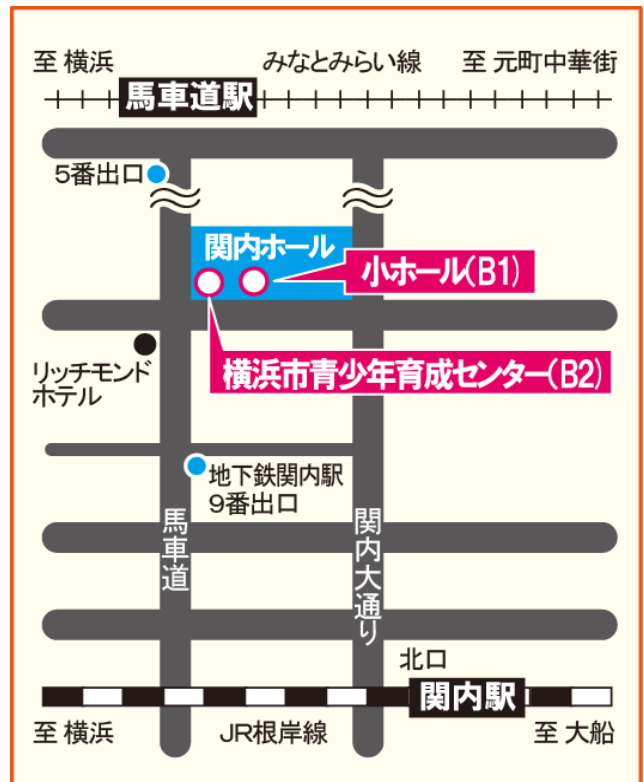 至 横浜
みなとみらい線
至 元町中華街
馬車道駅
5番出口
関内ホール
小ホール(B1)
リッチモンド
ホテル
横浜市青少年育成センター(B2)
地下鉄関内駅
9番出口
馬車道
関内大通り
北口
関内駅
至 横浜
JR根岸線
至 大船